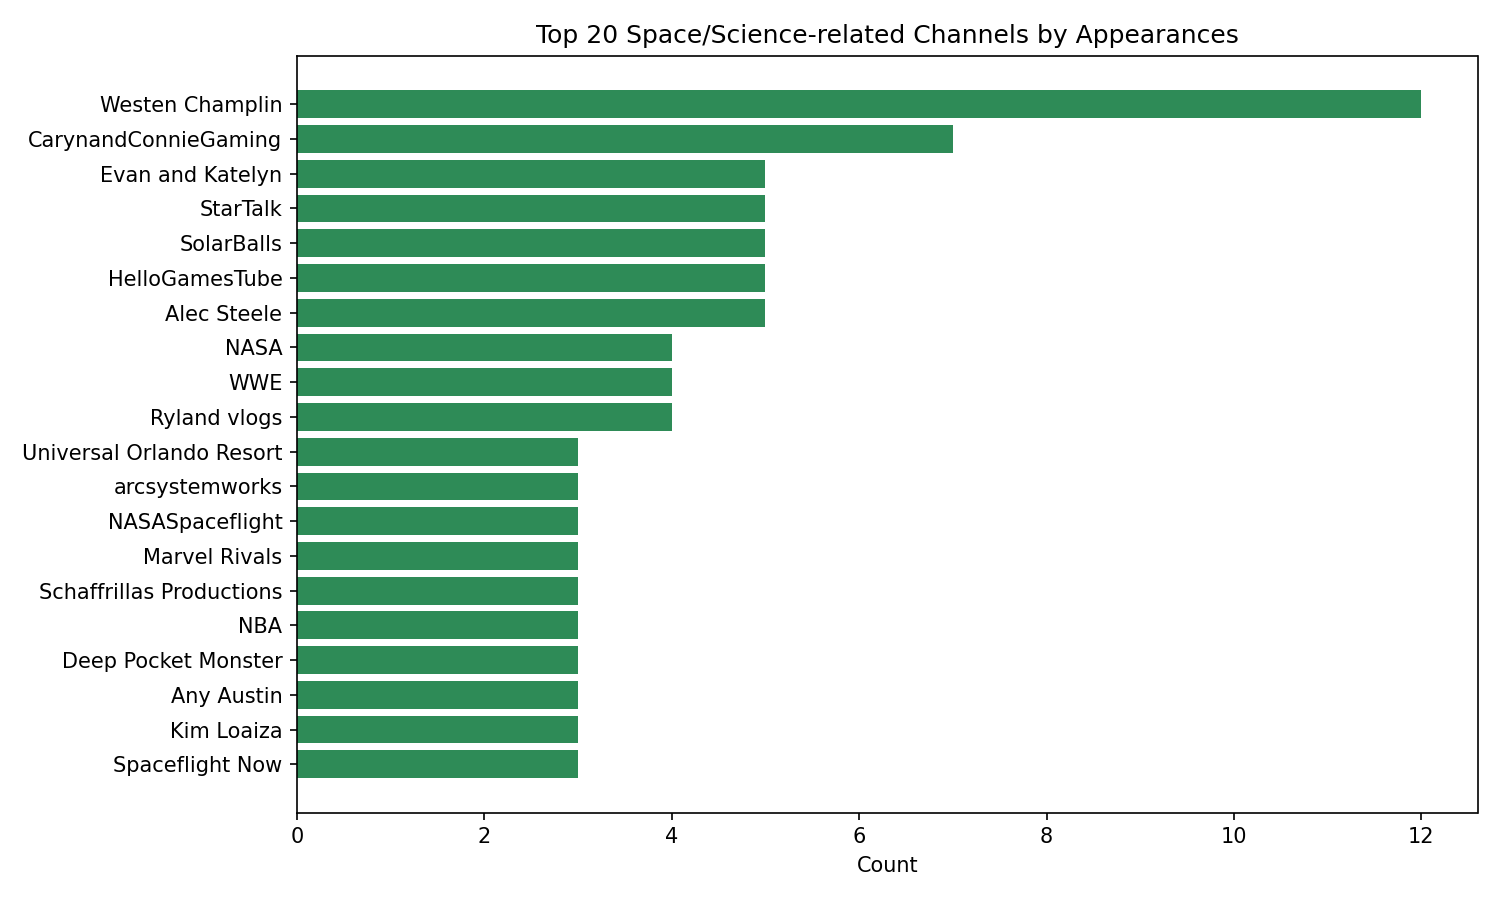 Top 20 Space/Science-related Channels by Appearances
Westen Champlin
CarynandConnieGaming
Evan and Katelyn
StarTalk
SolarBalls
HelloGamesTube
Alec Steele
NASA
WWE
Ryland vlogs
Universal Orlando Resort
arcsystemworks
NASASpaceflight
Marvel Rivals
Schaffrillas Productions
NBA
Deep Pocket Monster
Any Austin
Kim Loaiza
Spaceflight Now
0 2 4 6 8 10 12
Count